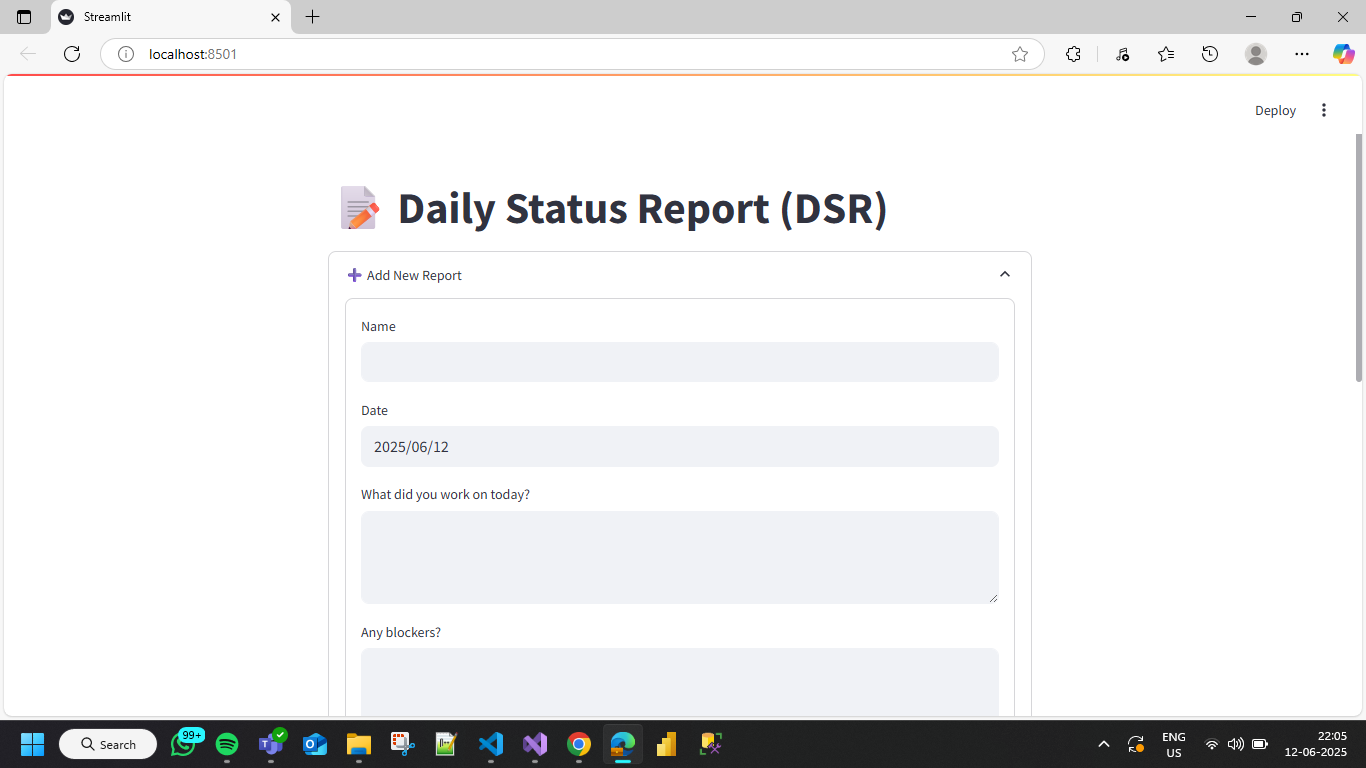 Streamlit
localhost:8501
Deploy
Daily Status Report (DSR)
Add New Report
Name
Date
2025/06/12
What did you work on today?
Any blockers?
Search
99+
ENG
US
22:05
12-06-2025